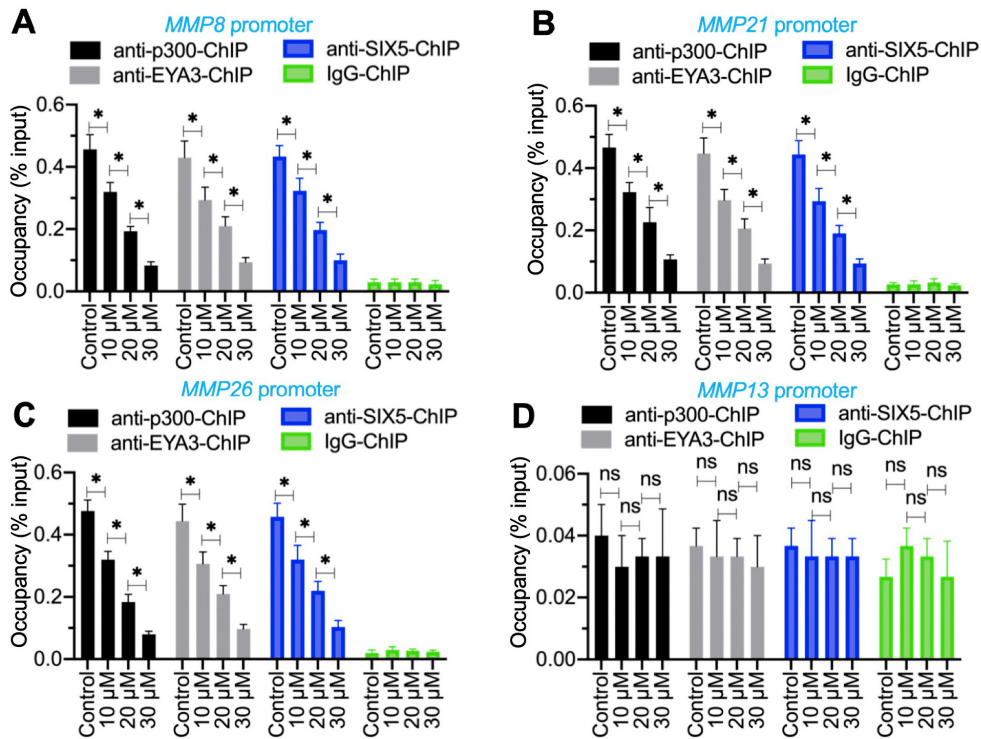 A
MMP8 promoter
anti-p300-ChIP
anti-SIX5-ChIP
anti-EYA3-ChIP
IgG-ChIP
Occupancy (% input)
0.6
0.4
0.2
0.0
* * *
* * *
* * *
Control 10 µM 20 µM 30 µM Control 10 µM 20 µM 30 µM Control 10 µM 20 µM 30 µM Control 10 µM 20 µM 30 µM
B
MMP21 promoter
anti-p300-ChIP
anti-SIX5-ChIP
anti-EYA3-ChIP
IgG-ChIP
Occupancy (% input)
0.6
0.4
0.2
0.0
* * *
* * *
* * *
Control 10 µM 20 µM 30 µM Control 10 µM 20 µM 30 µM Control 10 µM 20 µM 30 µM Control 10 µM 20 µM 30 µM
C
MMP26 promoter
anti-p300-ChIP
anti-SIX5-ChIP
anti-EYA3-ChIP
IgG-ChIP
Occupancy (% input)
0.6
0.4
0.2
0.0
* * *
* * *
* * *
Control 10 µM 20 µM 30 µM Control 10 µM 20 µM 30 µM Control 10 µM 20 µM 30 µM Control 10 µM 20 µM 30 µM
D
MMP13 promoter
anti-p300-ChIP
anti-SIX5-ChIP
anti-EYA3-ChIP
IgG-ChIP
Occupancy (% input)
0.06
0.04
0.02
0.00
ns ns ns
ns ns ns
ns ns ns
ns ns ns
Control 10 µM 20 µM 30 µM Control 10 µM 20 µM 30 µM Control 10 µM 20 µM 30 µM Control 10 µM 20 µM 30 µM